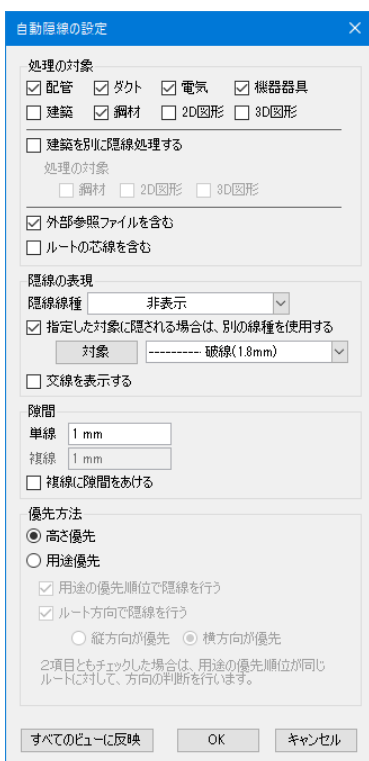 自動隠線の設定
処理の対象
配管 ダクト 電気 機器器具
建築 鋼材 2D図形 3D図形
建築を別に隠線処理する
処理の対象
鋼材 2D図形 3D図形
外部参照ファイルを含む
ルートの芯線を含む
隠線の表現
隠線線種 非表示
指定した対象に隠される場合は、別の線種を使用する
対象 --------- 破線(1.8mm)
交線を表示する
隙間
単線 1 mm
複線 1 mm
複線に隙間をあける
優先方法
高さ優先
用途優先
用途の優先順位で隠線を行う
ルート方向で隠線を行う
縦方向が優先 横方向が優先
2項目ともチェックした場合は、用途の優先順位が同じ
ルートに対して、方向の判断を行います。
すべてのビューに反映 OK キャンセル